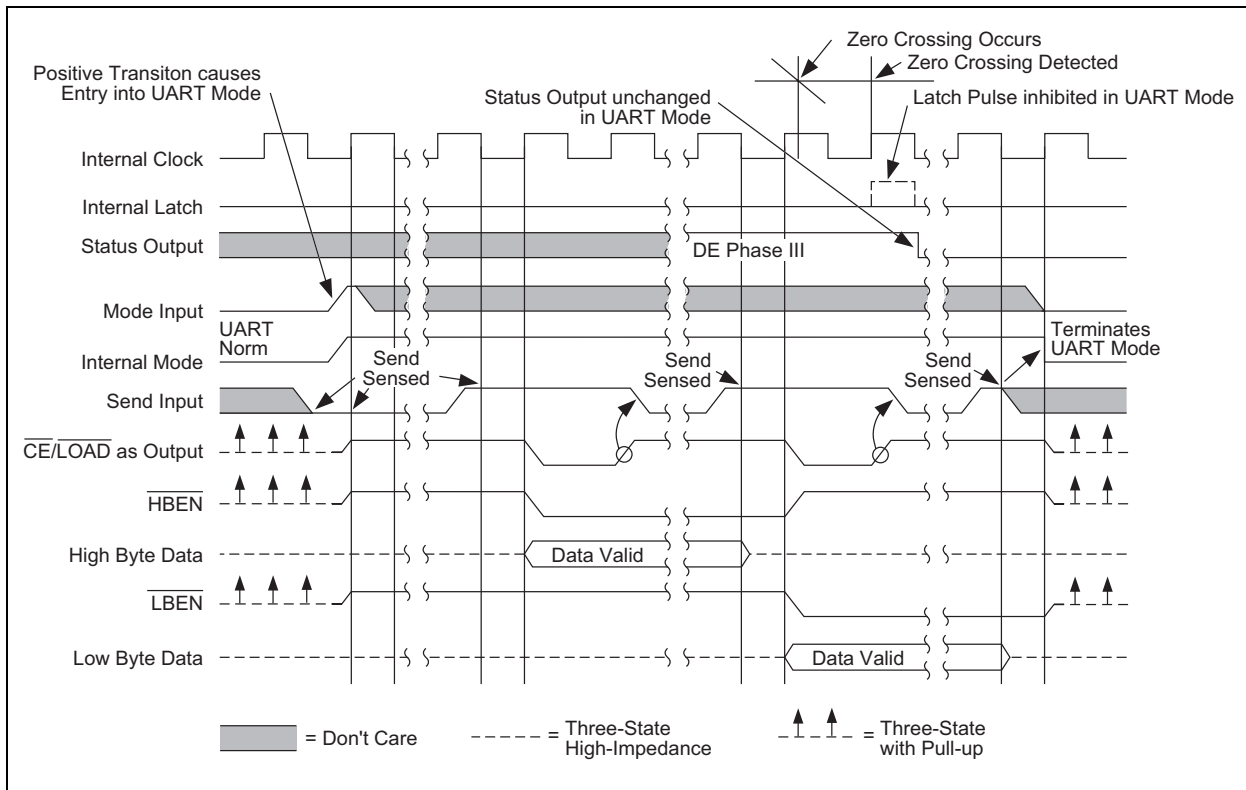 Zero Crossing Occurs
Zero Crossing Detected
Positive Transiton causes
Entry into UART Mode
Status Output unchanged
in UART Mode
Latch Pulse inhibited in UART Mode
Internal Clock
Internal Latch
Status Output
DE Phase III
Mode Input
UART
Norm
Internal Mode
Terminates
UART Mode
Send
Sensed
Send
Sensed
Send
Sensed
Send Input
CE/LOAD as Output
HBEN
High Byte Data
Data Valid
LBEN
Low Byte Data
Data Valid
= Don't Care
= Three-State
High-Impedance
= Three-State
with Pull-up